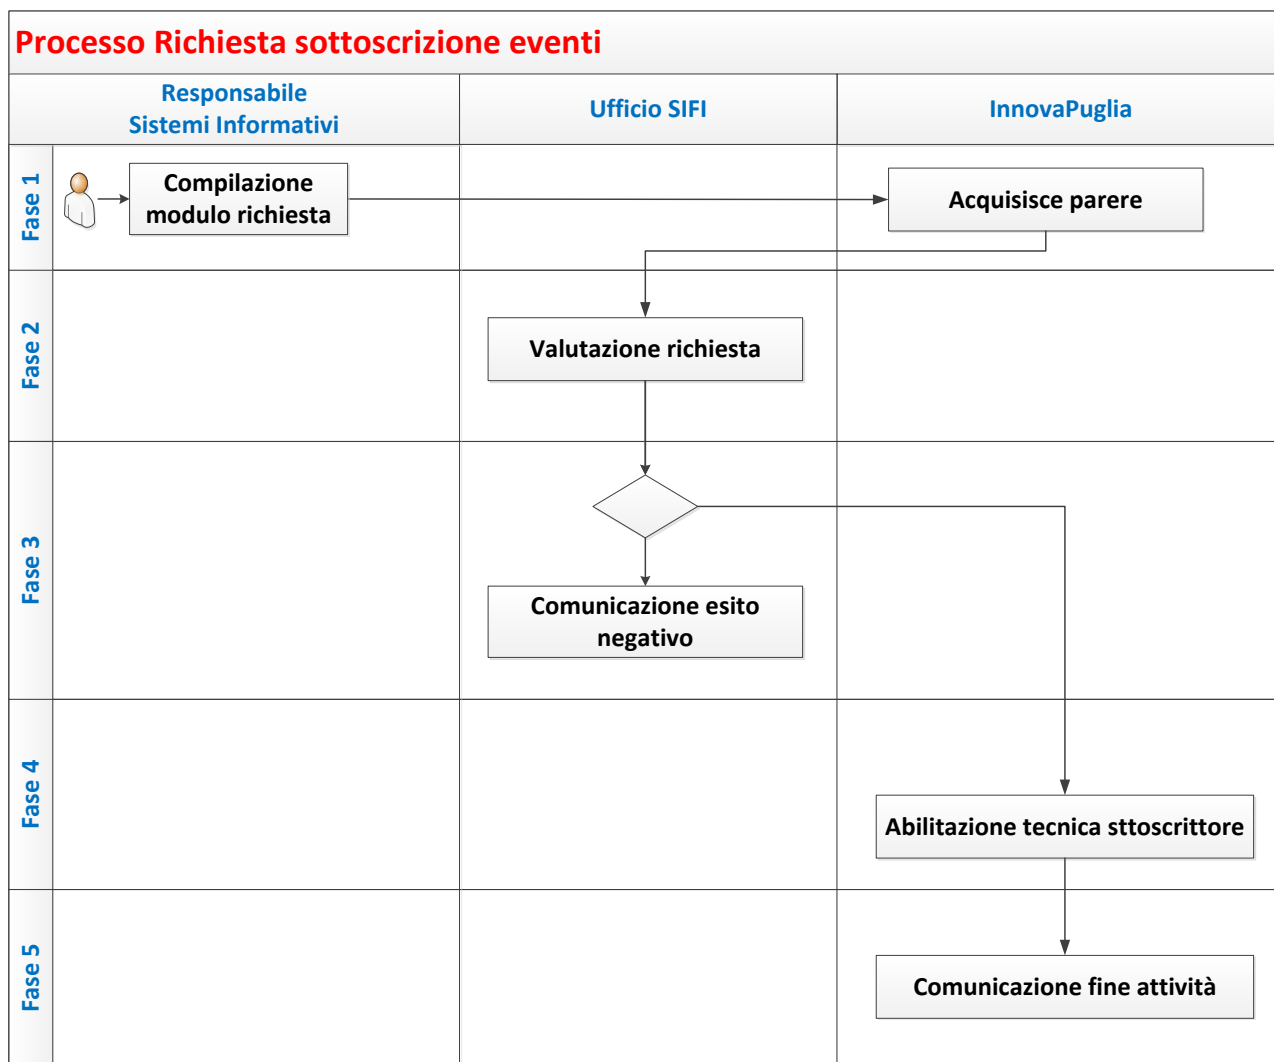 Processo Richiesta sottoscrizione eventi
Responsabile
Sistemi Informativi
Ufficio SIFI
InnovaPuglia
Fase 1
Compilazione
modulo richiesta
Acquisisce parere
Fase 2
Valutazione richiesta
Fase 3
Comunicazione esito
negativo
Fase 4
Abilitazione tecnica sttoscrittore
Fase 5
Comunicazione fine attività